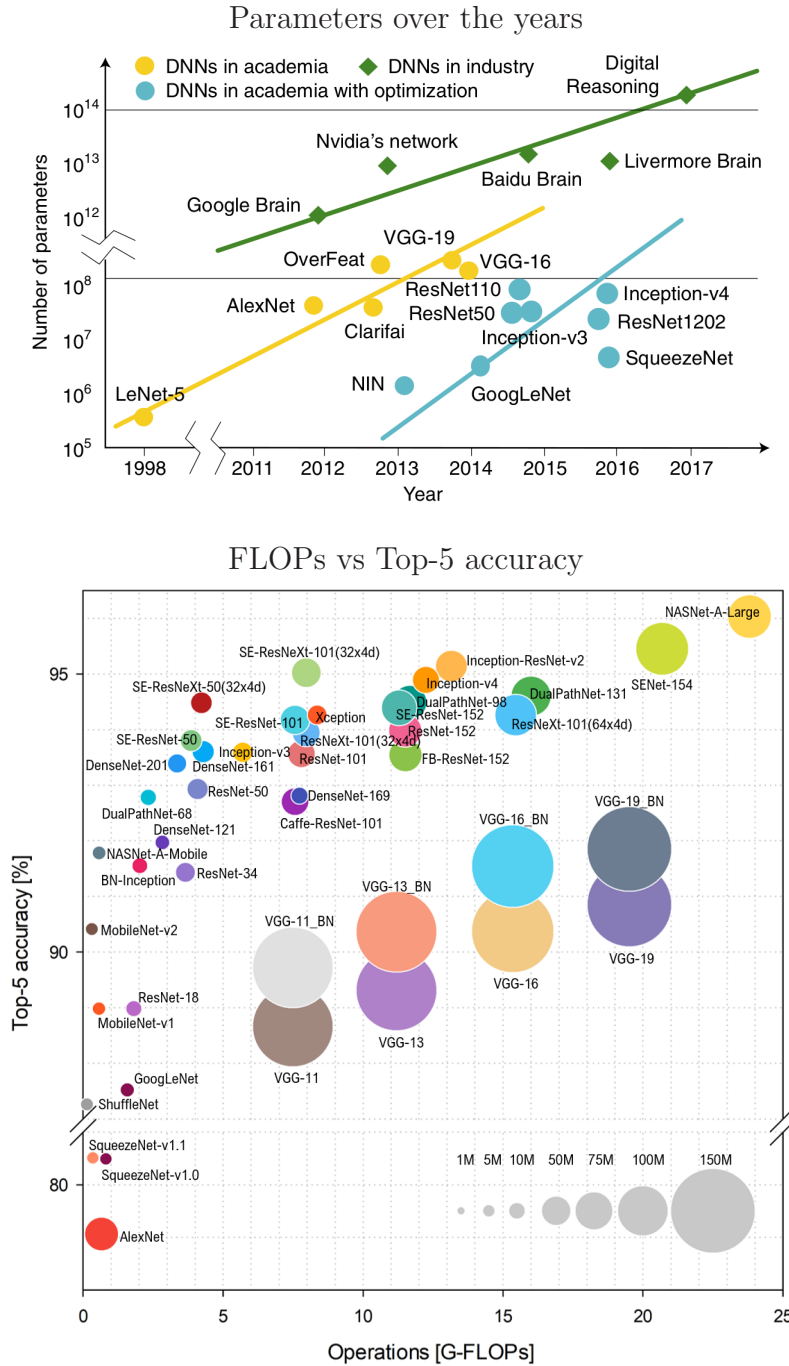 Parameters over the years
DNNs in academia
DNNs in industry
DNNs in academia with optimization
Digital
Reasoning
10^14
Nvidia's network
10^13
Baidu Brain
Livermore Brain
Google Brain
10^12
Number of parameters
VGG-19
OverFeat
VGG-16
10^8
ResNet110
Inception-v4
AlexNet
ResNet50
ResNet1202
Clarifai
Inception-v3
10^7
SqueezeNet
NIN
GoogLeNet
10^6
LeNet-5
10^5
1998
2011
2012
2013
2014
2015
2016
2017
Year
FLOPs vs Top-5 accuracy
NASNet-A-Large
SE-ResNeXt-101(32x4d)
Inception-ResNet-v2
95
Inception-v4
SENet-154
SE-ResNeXt-50(32x4d)
DualPathNet-131
DualPathNet-98
SE-ResNet-101
Xception
SE-ResNet-152
ResNeXt-101(64x4d)
ResNet-152
SE-ResNet-50
ResNeXt-101(32x4d)
Inception-v3
ResNet-101
FB-ResNet-152
DenseNet-201
DenseNet-161
ResNet-50
DenseNet-169
DualPathNet-68
Caffe-ResNet-101
DenseNet-121
VGG-16_BN
VGG-19_BN
NASNet-A-Mobile
BN-Inception
ResNet-34
VGG-13_BN
VGG-11_BN
MobileNet-v2
90
VGG-19
VGG-16
Top-5 accuracy [%]
ResNet-18
MobileNet-v1
VGG-13
VGG-11
GoogLeNet
ShuffleNet
SqueezeNet-v1.1
SqueezeNet-v1.0
1M
5M
10M
50M
75M
100M
150M
80
AlexNet
0
5
10
15
20
25
Operations [G-FLOPs]